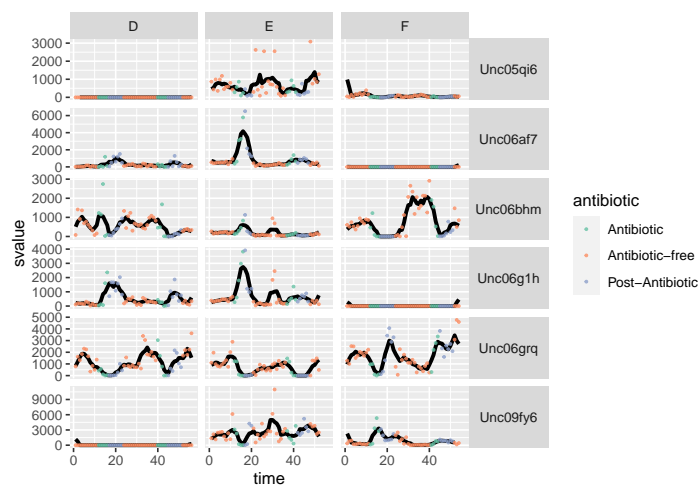 D E F
3000
2000
1000
0
Unc05qi6
6000
4000
2000
0
Unc06af7
3000
2000
1000
0
Unc06bhm
4000
3000
2000
1000
0
Unc06g1h
5000
4000
3000
2000
1000
0
Unc06grq
9000
6000
3000
0
Unc09fy6
0 20 40 0 20 40 0 20 40
time
svalue
antibiotic
Antibiotic
Antibiotic−free
Post−Antibiotic